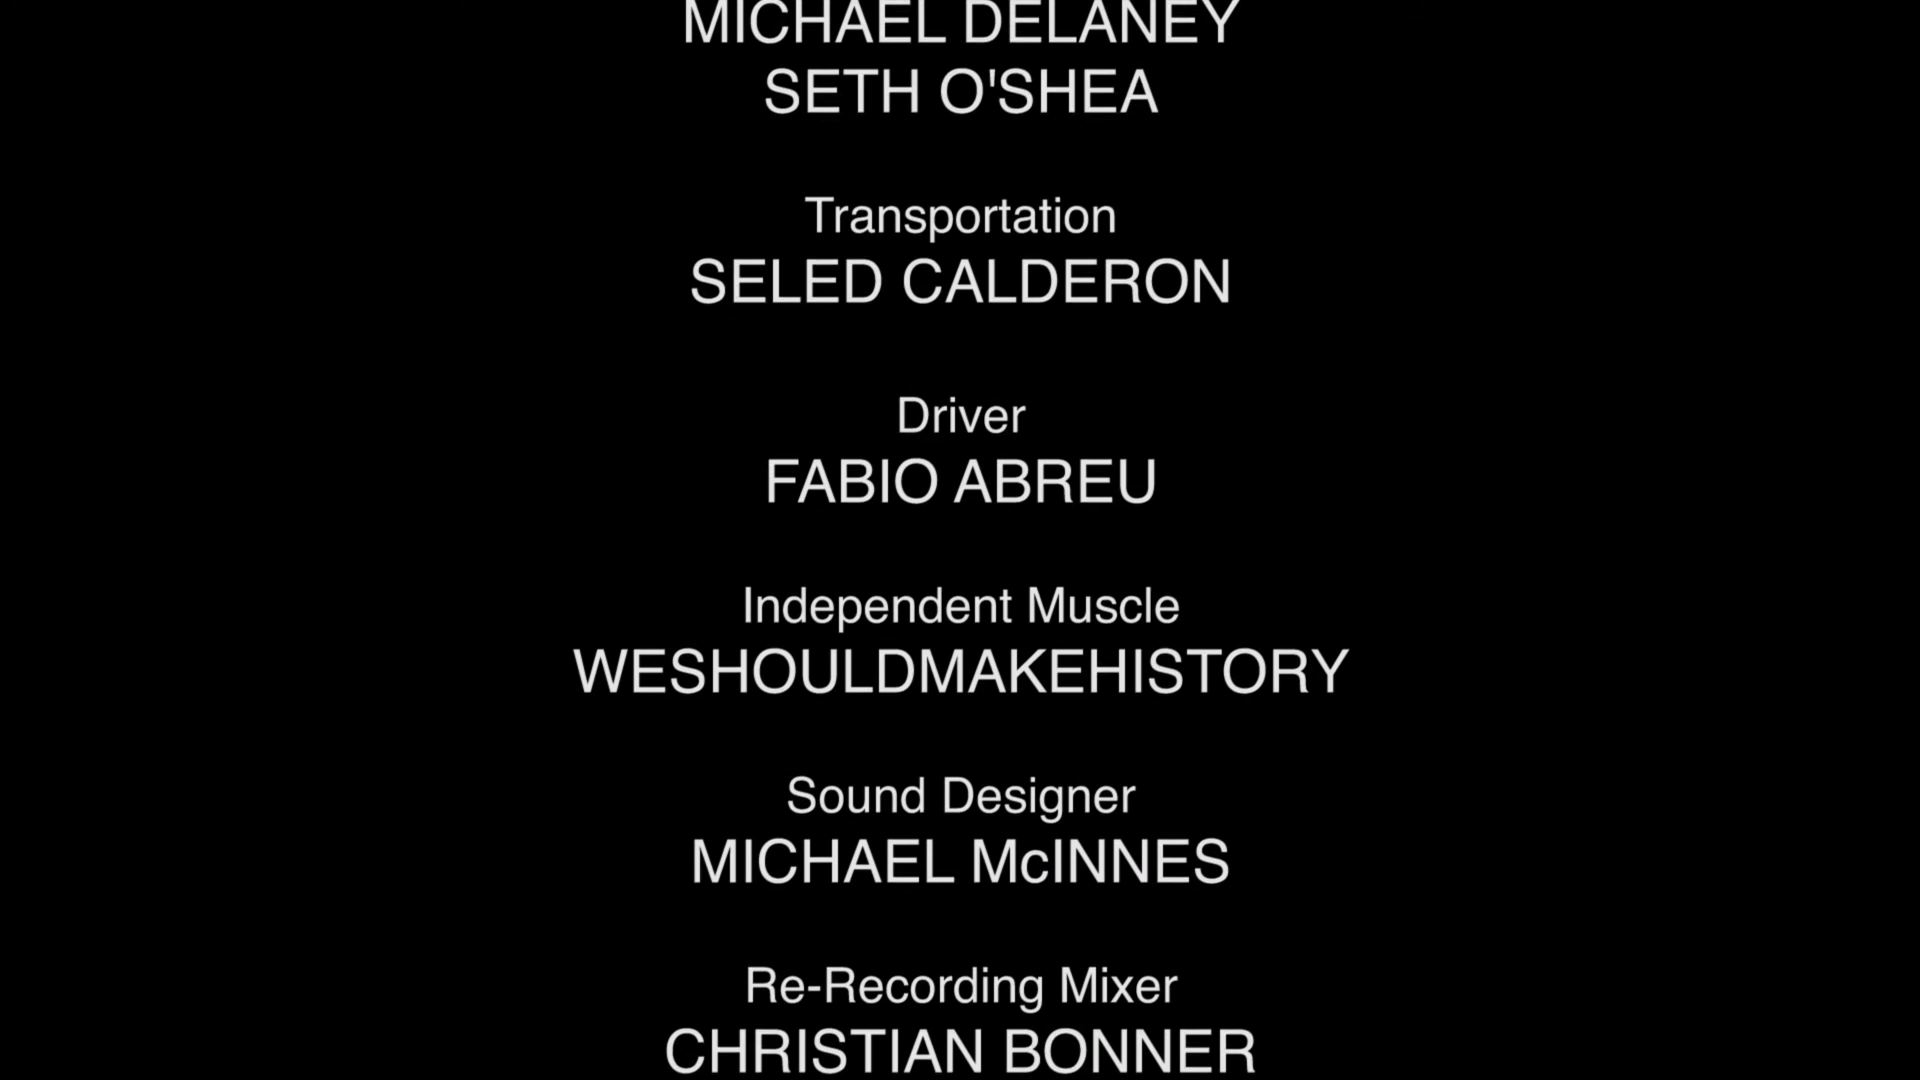 MICHAEL DELANEY
SETH O'SHEA
Transportation
SELED CALDERON
Driver
FABIO ABREU
Independent Muscle
WESHOULDMAKEHISTORY
Sound Designer
MICHAEL McINNES
Re-Recording Mixer
CHRISTIAN BONNER